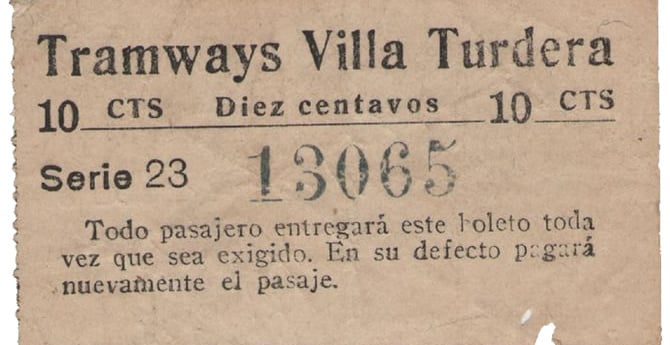 Tramways Villa Turdera
10 CTS Diez centavos 10 CTS
Serie 23 13065
Todo pasajero entregará este boleto toda
vez que sea exigido. En su defecto pagará
nuevamente el pasaje.